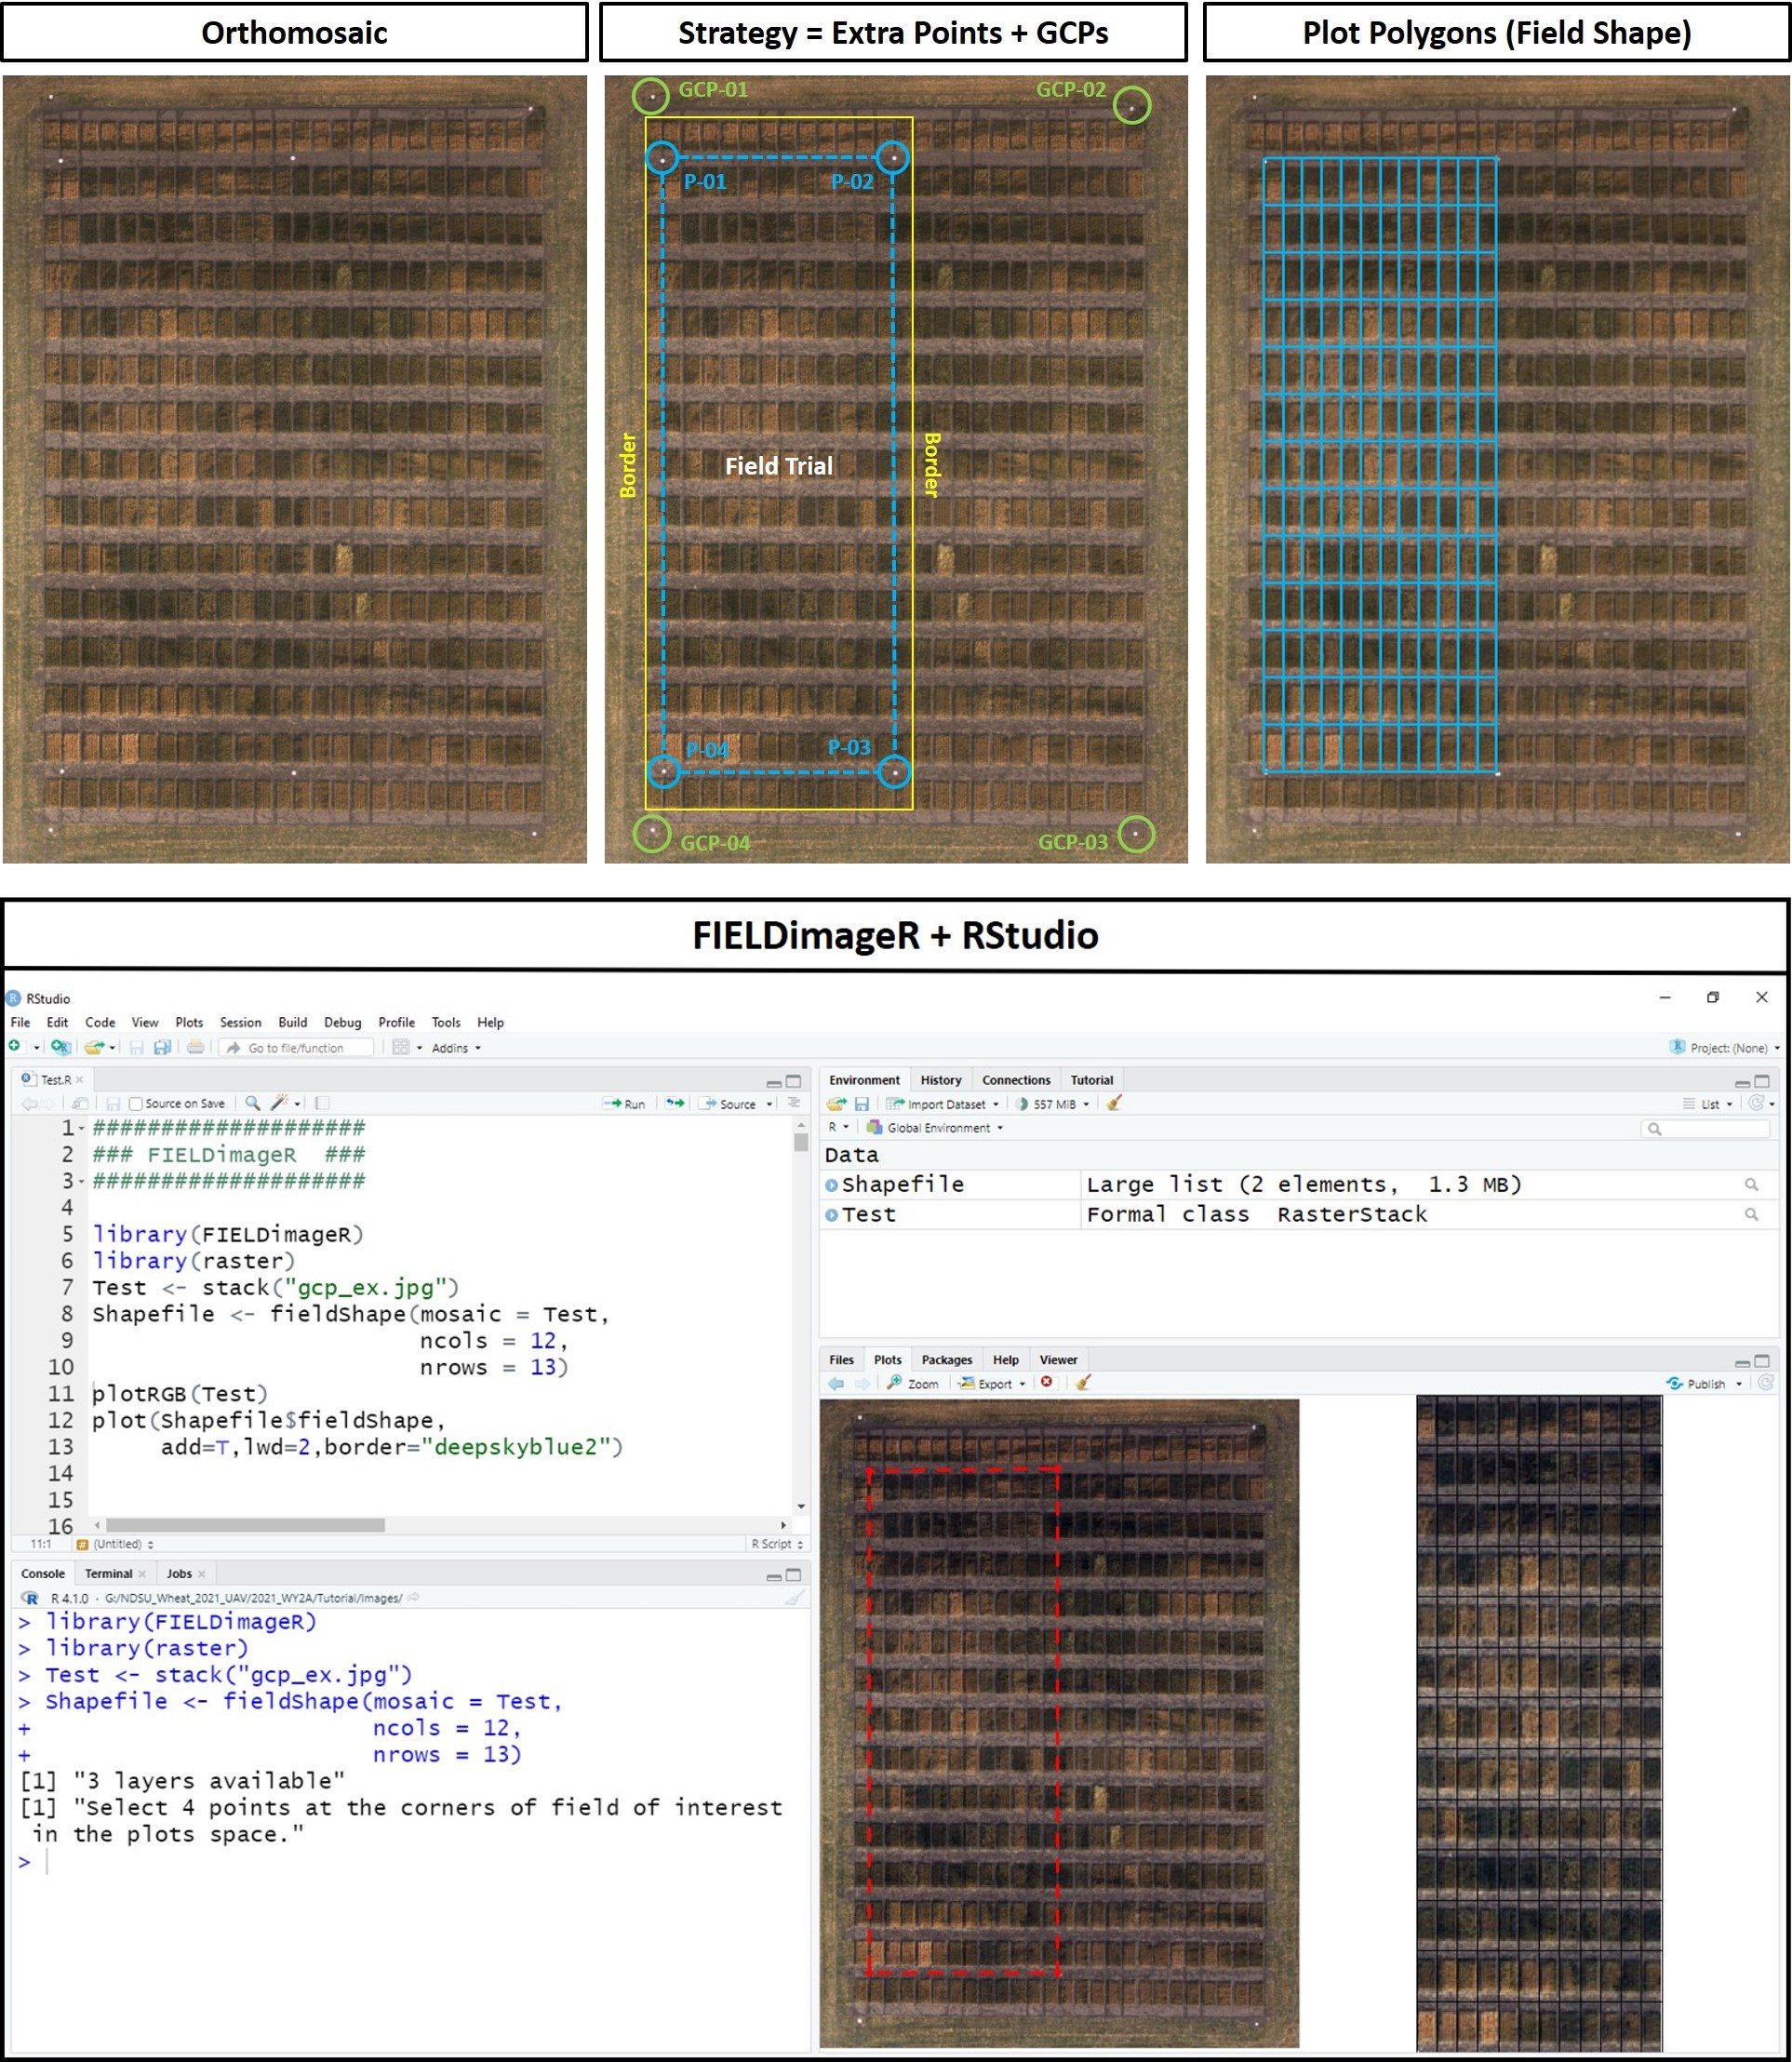 Orthomosaic
Strategy = Extra Points + GCPs
Plot Polygons (Field Shape)
GCP-01
GCP-02
P-01
P-02
Border
Field Trial
Border
P-04
P-03
GCP-04
GCP-03
FIELDimageR + RStudio
RStudio
File Edit Code View Plots Session Build Debug Profile Tools Help
Go to file/function
Addins
Project: (None)
Test.R
Source on Save
Run
Source
1 ####################
2 ### FIELDimageR  ###
3 ####################
4
5 library(FIELDimageR)
6 library(raster)
7 Test <- stack("gcp_ex.jpg")
8 Shapefile <- fieldShape(mosaic = Test,
9 ncols = 12,
10 nrows = 13)
11 plotRGB(Test)
12 plot(Shapefile$fieldShape,
13 add=T,lwd=2,border="deepskyblue2")
14
15
16
11:1 (Untitled) R Script
Console Terminal Jobs
R 4.1.0 · G:/NDSU_Wheat_2021_UAV/2021_WY2A/Tutorial/Images/
> library(FIELDimageR)
> library(raster)
> Test <- stack("gcp_ex.jpg")
> Shapefile <- fieldShape(mosaic = Test,
+ ncols = 12,
+ nrows = 13)
[1] "3 layers available"
[1] "Select 4 points at the corners of field of interest
in the plots space."
>
Environment History Connections Tutorial
Import Dataset 557 MiB List
R Global Environment
Data
Shapefile Large list (2 elements, 1.3 MB)
Test Formal class RasterStack
Files Plots Packages Help Viewer
Zoom Export Publish